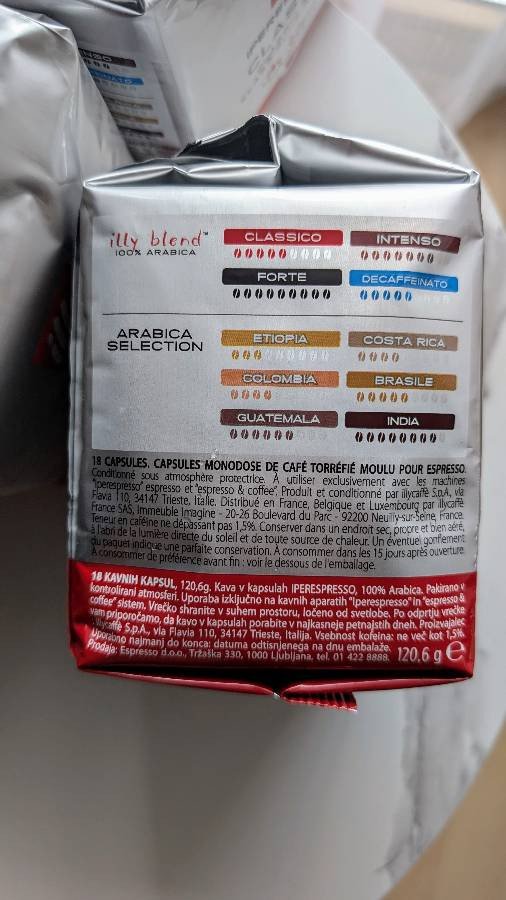 illy blend™
100% ARABICA
CLASSICO
INTENSO
FORTE
DECAFFEINATO
ARABICA
SELECTION
ETIOPIA
COSTA RICA
COLOMBIA
BRASILE
GUATEMALA
INDIA
18 CAPSULES. CAPSULES MONODOSE DE CAFÉ TORRÉFIÉ MOULU POUR ESPRESSO.
Conditionné sous atmosphère protectrice. A utiliser exclusivement avec les machines
"iperespresso" espresso et "espresso & coffee". Produit et conditionné par illycaffè S.p.A., via
Flavia 110, 34147 Trieste, Italie. Distribué en France, Belgique et Luxembourg par illycaffè
France SAS, Immeuble Imagine - 20-26 Boulevard du Parc - 92200 Neuilly-sur-Seine, France.
Teneur en caféine ne dépassant pas 1,5%. Conserver dans un endroit sec, propre et bien aéré,
à l'abri de la lumière directe du soleil et de toute source de chaleur. Un éventuel gonflement
du paquet indique une parfaite conservation. A consommer dans les 15 jours après ouverture.
A consommer de préférence avant fin : voir le dessous de l'emballage.
18 KAVNIH KAPSUL, 120,6g. Kava v kapsulah IPERESPRESSO, 100% Arabica. Pakirano v
kontrolirani atmosferi. Uporaba izključno na kavnih aparatih "Iperespresso" in "espresso &
coffee" sistem. Vrečko shranite v suhem prostoru, ločeno od svetlobe. Po odprtju vrečke
vam priporočamo, da kavo v kapsulah porabite v najkasneje petnajstih dneh. Proizvajalec
illycaffè S.p.A., via Flavia 110, 34147 Trieste, Italija. Vsebnost kofeina: ne več kot 1,5%.
Uporabno najmanj do konca: datuma odtisnjenega na dnu embalaže.
Prodaja: Espresso d.o.o., Tržaška 330, 1000 Ljubljana, tel. 01 422 8888. 120,6 g e